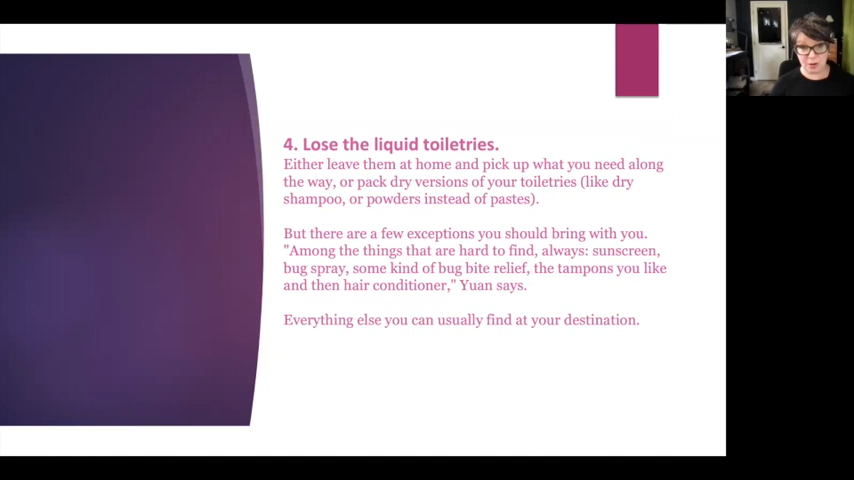 4. Lose the liquid toiletries.
Either leave them at home and pick up what you need along
the way, or pack dry versions of your toiletries (like dry
shampoo, or powders instead of pastes).
But there are a few exceptions you should bring with you.
"Among the things that are hard to find, always: sunscreen,
bug spray, some kind of bug bite relief, the tampons you like
and then hair conditioner," Yuan says.
Everything else you can usually find at your destination.